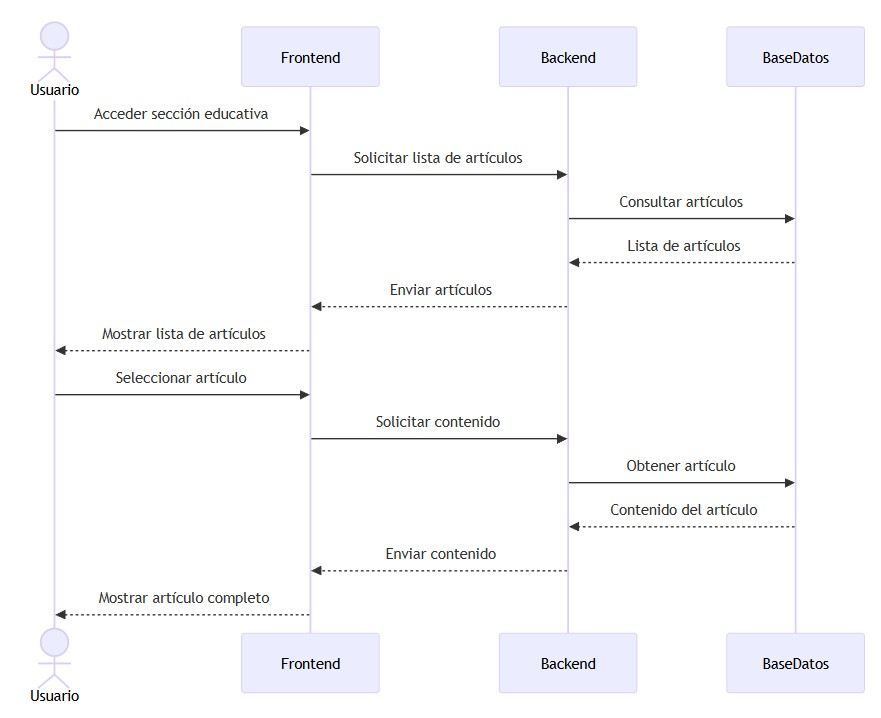 Usuario
Frontend
Backend
BaseDatos
Acceder sección educativa
Solicitar lista de artículos
Consultar artículos
Lista de artículos
Enviar artículos
Mostrar lista de artículos
Seleccionar artículo
Solicitar contenido
Obtener artículo
Contenido del artículo
Enviar contenido
Mostrar artículo completo
Usuario
Frontend
Backend
BaseDatos